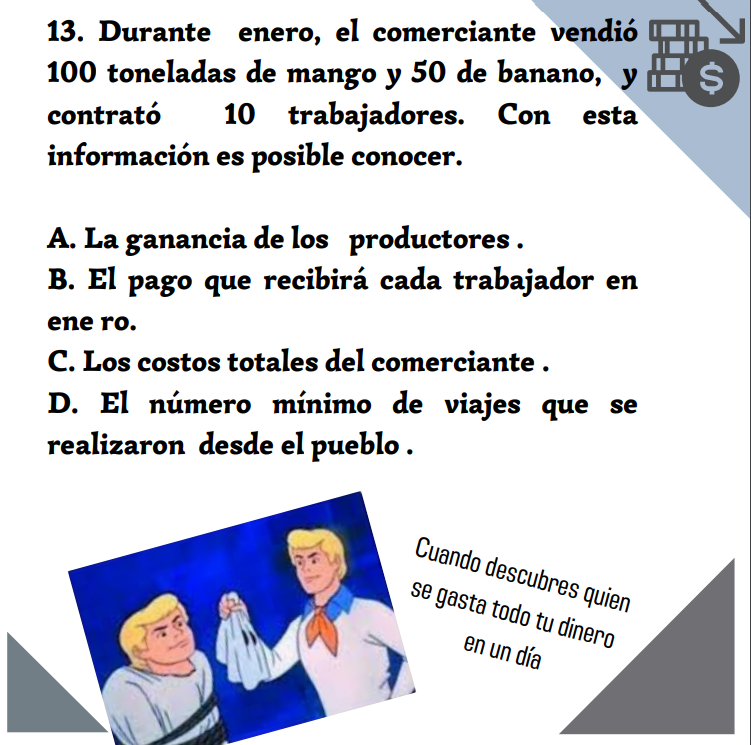 13. Durante enero, el comerciante vendió
100 toneladas de mango y 50 de banano, y
contrató 10 trabajadores. Con esta
información es posible conocer.
A. La ganancia de los productores .
B. El pago que recibirá cada trabajador en
ene ro.
C. Los costos totales del comerciante .
D. El número mínimo de viajes que se
realizaron desde el pueblo .
$
Cuando descubres quien
se gasta todo tu dinero
en un día